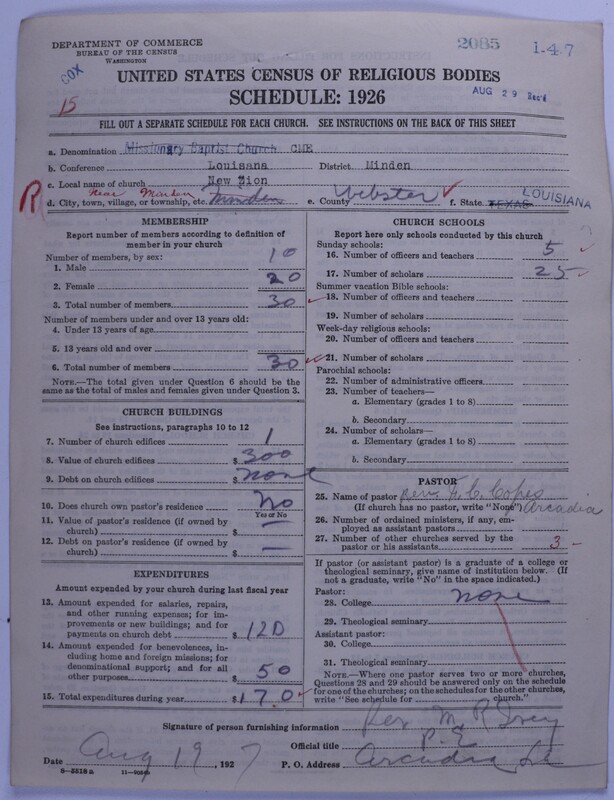 DEPARTMENT OF COMMERCE
BUREAU OF THE CENSUS
WASHINGTON
2085
1-4-7
COX
15
AUG 29 Rec'd
UNITED STATES CENSUS OF RELIGIOUS BODIES
SCHEDULE: 1926
FILL OUT A SEPARATE SCHEDULE FOR EACH CHURCH. SEE INSTRUCTIONS ON THE BACK OF THIS SHEET
a. Denomination Missionary Baptist Church CME
b. Conference Louisana District Minden
c. Local name of church New Zion
R
Near Minden
d. City, town, village, or township, etc. Minden e. County Webster f. State TEXAS LOUISIANA
MEMBERSHIP
Report number of members according to definition of
member in your church
Number of members, by sex:
1. Male 10
2. Female 20
3. Total number of members 30
Number of members under and over 13 years old:
4. Under 13 years of age
5. 13 years old and over
6. Total number of members 30
NOTE.—The total given under Question 6 should be the
same as the total of males and females given under Question 3.
CHURCH BUILDINGS
See instructions, paragraphs 10 to 12
7. Number of church edifices 1
8. Value of church edifices $ 300
9. Debt on church edifices $ none
10. Does church own pastor's residence No
Yes or No
11. Value of pastor's residence (if owned by
church) $ —
12. Debt on pastor's residence (if owned by
church) $ —
EXPENDITURES
Amount expended by your church during last fiscal year
13. Amount expended for salaries, repairs,
and other running expenses; for im-
provements or new buildings; and for
payments on church debt $ 120
14. Amount expended for benevolences, in-
cluding home and foreign missions; for
denominational support; and for all
other purposes $ 50
15. Total expenditures during year $ 170
CHURCH SCHOOLS
Report here only schools conducted by this church
Sunday schools:
16. Number of officers and teachers 5
17. Number of scholars 25
Summer vacation Bible schools:
18. Number of officers and teachers
19. Number of scholars
Week-day religious schools:
20. Number of officers and teachers
21. Number of scholars
Parochial schools:
22. Number of administrative officers
23. Number of teachers—
a. Elementary (grades 1 to 8)
b. Secondary
24. Number of scholars—
a. Elementary (grades 1 to 8)
b. Secondary
PASTOR
25. Name of pastor Rev.
(If church has no pastor, write "None") Arcadia
26. Number of ordained ministers, if any, em-
ployed as assistant pastors
27. Number of other churches served by the
pastor or his assistants 3 -
If pastor (or assistant pastor) is a graduate of a college or
theological seminary, give name of institution below. (If
not a graduate, write "No" in the space indicated.)
Pastor:
28. College none
29. Theological seminary
Assistant pastor:
30. College
31. Theological seminary
NOTE.—Where one pastor serves two or more churches,
Questions 28 and 29 should be answered only on the schedule
for one of the churches; on the schedules for the other churches,
write "See schedule for church."
Signature of person furnishing information Rev M. R.
Official title P. E.
Date Aug 19, 1927 P. O. Address Arcadia La